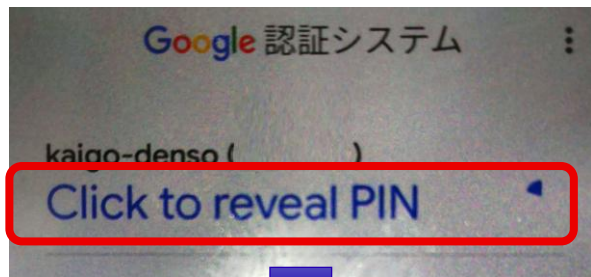 Google 認証システム
kaigo-denso ( )
Click to reveal PIN